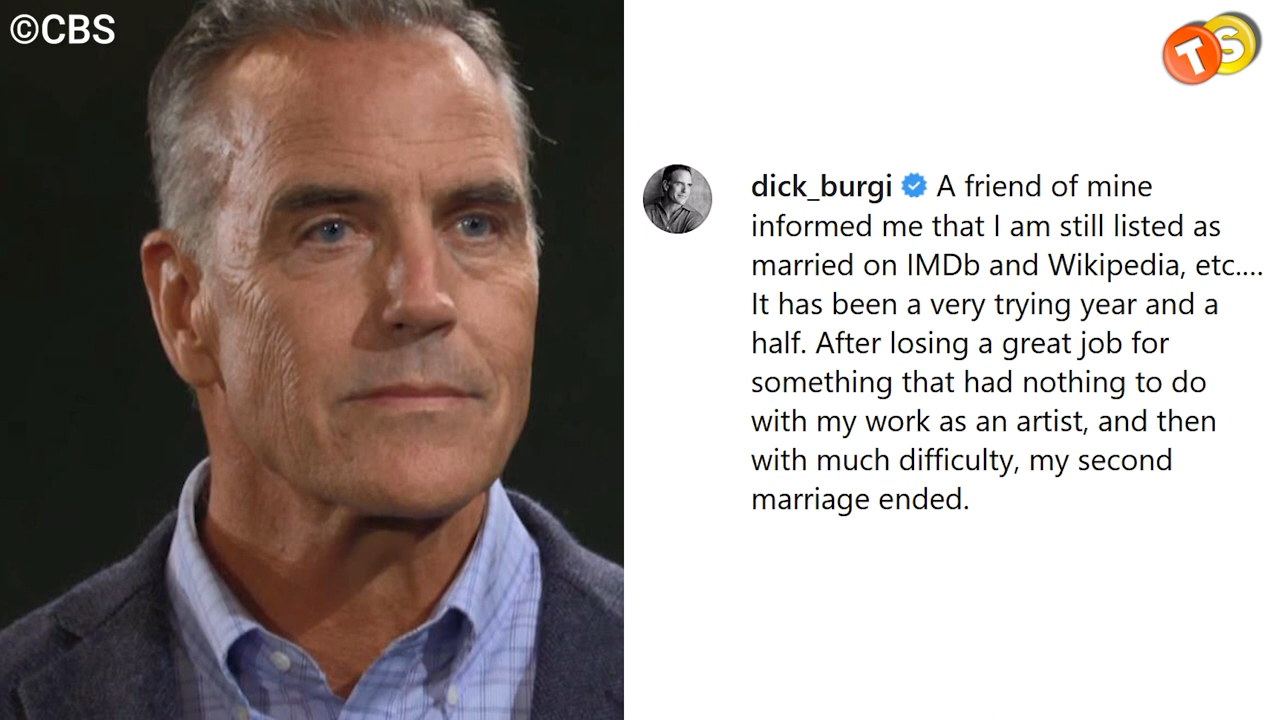 ©CBS
TS
dick_burgi A friend of mine
informed me that I am still listed as
married on IMDb and Wikipedia, etc....
It has been a very trying year and a
half. After losing a great job for
something that had nothing to do
with my work as an artist, and then
with much difficulty, my second
marriage ended.